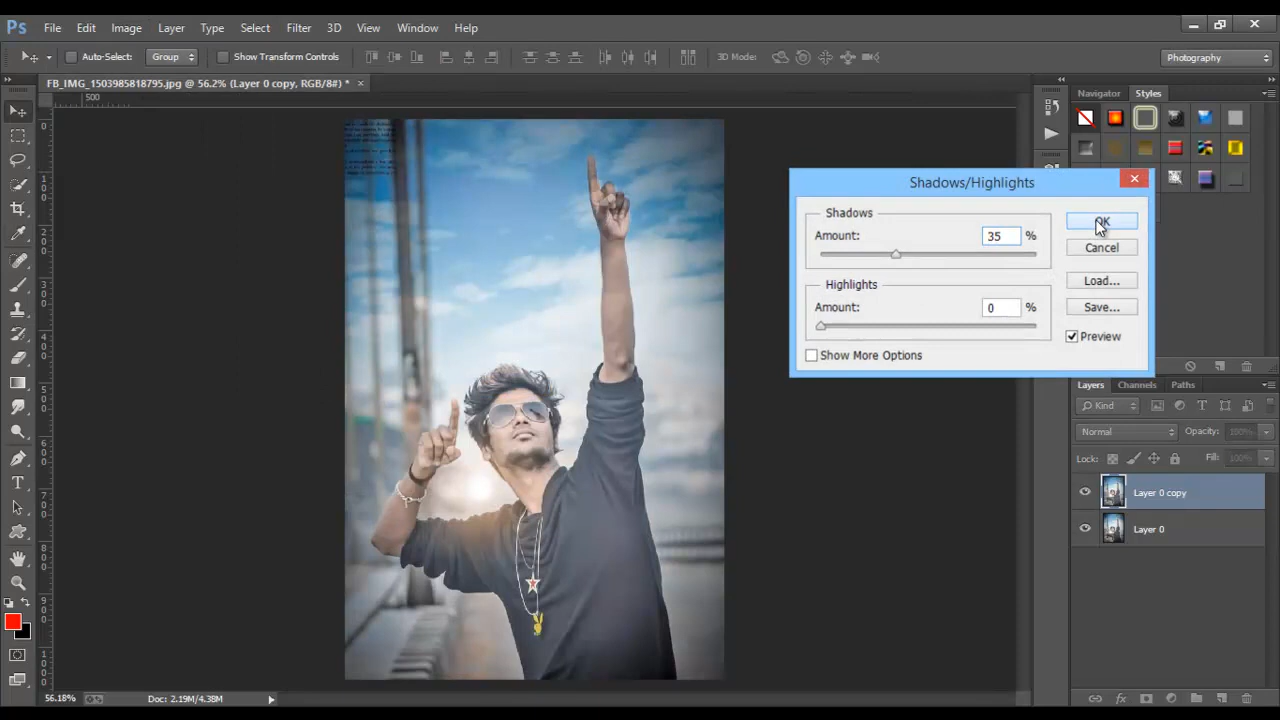 Ps File Edit Image Layer Type Select Filter 3D View Window Help
Auto-Select: Group Show Transform Controls 3D Mode: Photography
FB_IMG_1503985818795.jpg @ 56.2% (Layer 0 copy, RGB/8#) *
Navigator Styles
500
Shadows/Highlights
Shadows
Amount: 35 %
OK
Cancel
Highlights
Load...
Amount: 0 %
Save...
Preview
Show More Options
Layers Channels Paths
Kind
Normal Opacity: 100%
Lock: Fill: 100%
Layer 0 copy
Layer 0
56.18% Doc: 2.19M/4.38M